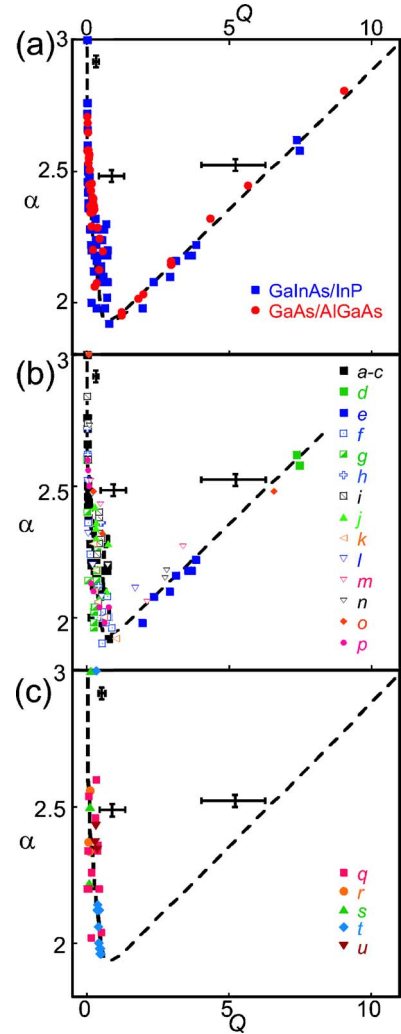 0 Q 5 10
(a)
3
2.5
α
2
GaInAs/InP
GaAs/AlGaAs
(b)
3
a-c
d
e
f
g
h
2.5
i
j
α
k
l
m
n
2
o
p
(c)
3
2.5
α
q
r
s
2
t
u
0 Q 5 10